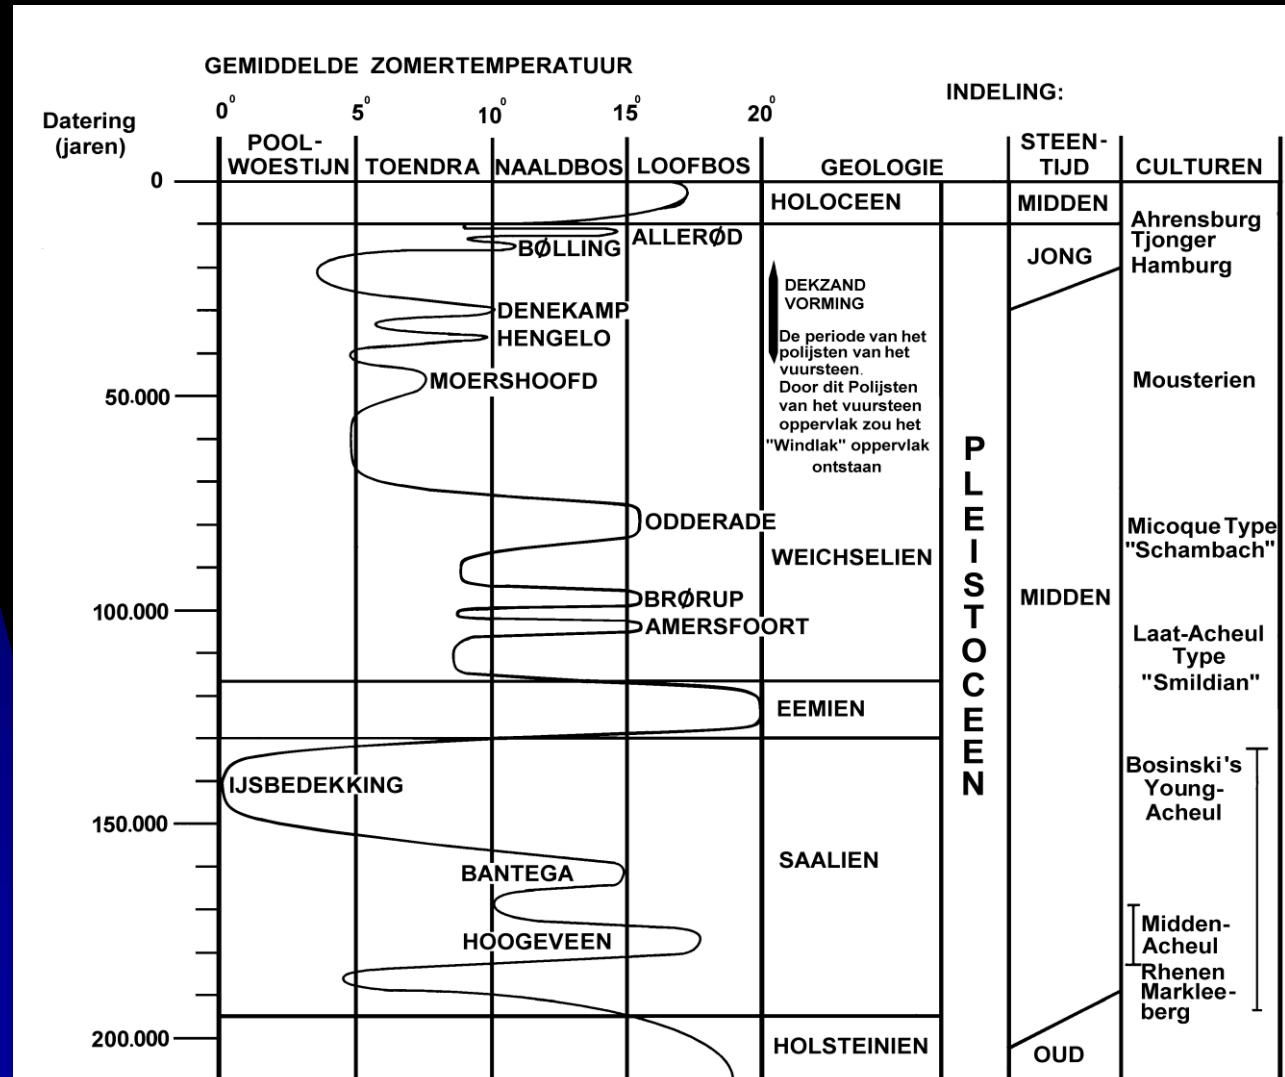 GEMIDDELDE ZOMERTEMPERATUUR
INDELING:
Datering
(jaren)
0° 5° 10° 15° 20°
POOL-
WOESTIJN
TOENDRA
NAALDBOS
LOOFBOS
GEOLOGIE
STEEN-
TIJD
CULTUREN
0
HOLOCEEN
MIDDEN
Ahrensburg
Tjonger
Hamburg
ALLERØD
BØLLING
JONG
DEKZAND
VORMING
DENEKAMP
HENGELO
De periode van het
polijsten van het
vuursteen.
Door dit Polijsten
van het vuursteen
oppervlak zou het
"Windlak" oppervlak
ontstaan
MOERSHOOFD
Mousterien
50.000
PLEISTOCEEN
ODDERADE
Micoque Type
"Schambach"
WEICHSELIEN
BRØRUP
MIDDEN
100.000
AMERSFOORT
Laat-Acheul
Type
"Smildian"
EEMIEN
IJSBEDEKKING
Bosinski's
Young-
Acheul
150.000
SAALIEN
BANTEGA
HOOGEVEEN
Midden-
Acheul
Rhenen
Marklee-
berg
200.000
HOLSTEINIEN
OUD